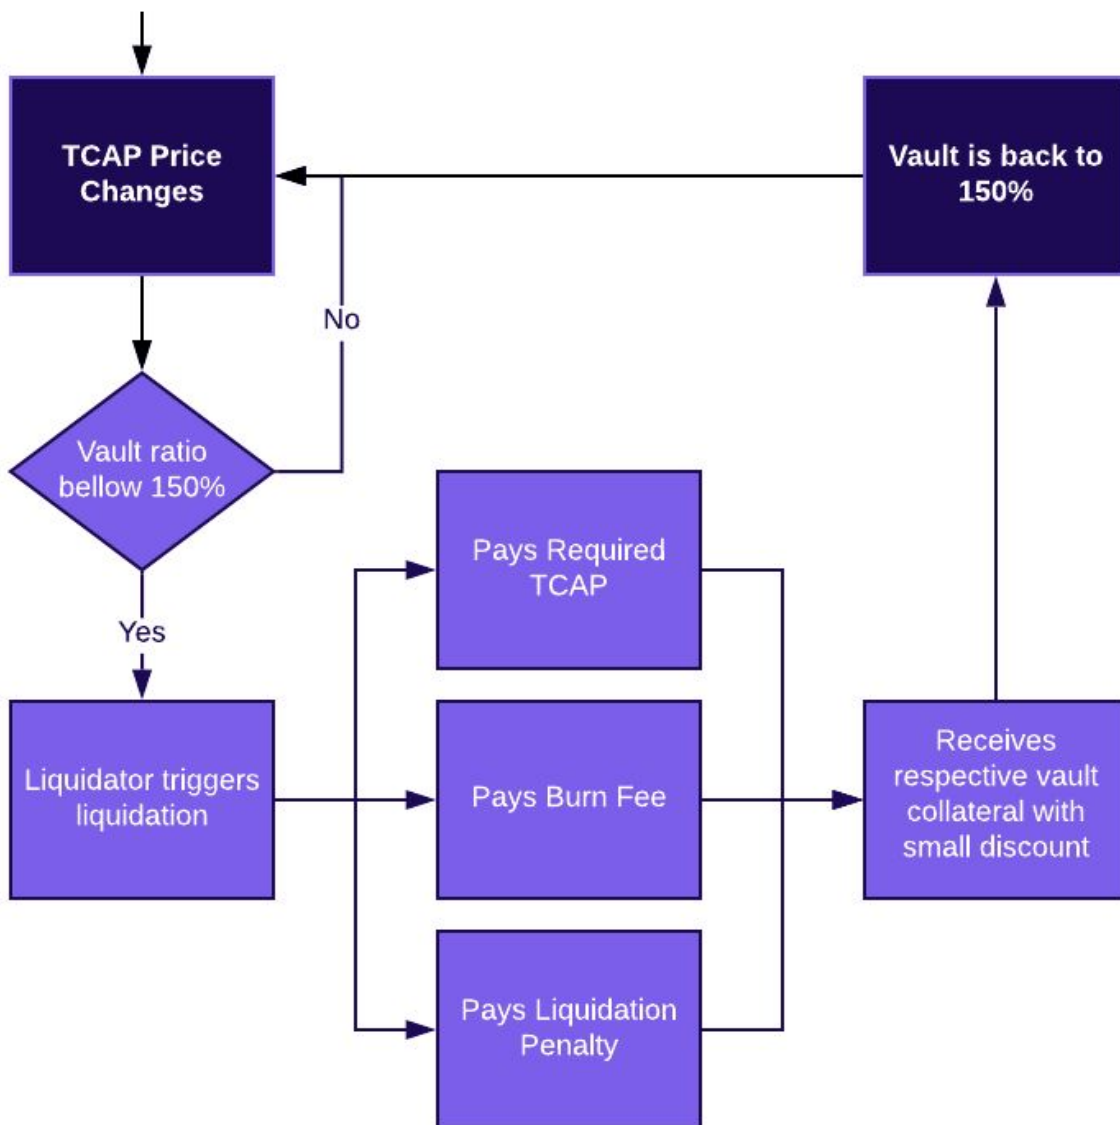 TCAP Price
Changes
Vault is back to
150%
No
Vault ratio
bellow 150%
Yes
Pays Required
TCAP
Liquidator triggers
liquidation
Pays Burn Fee
Receives
respective vault
collateral with
small discount
Pays Liquidation
Penalty